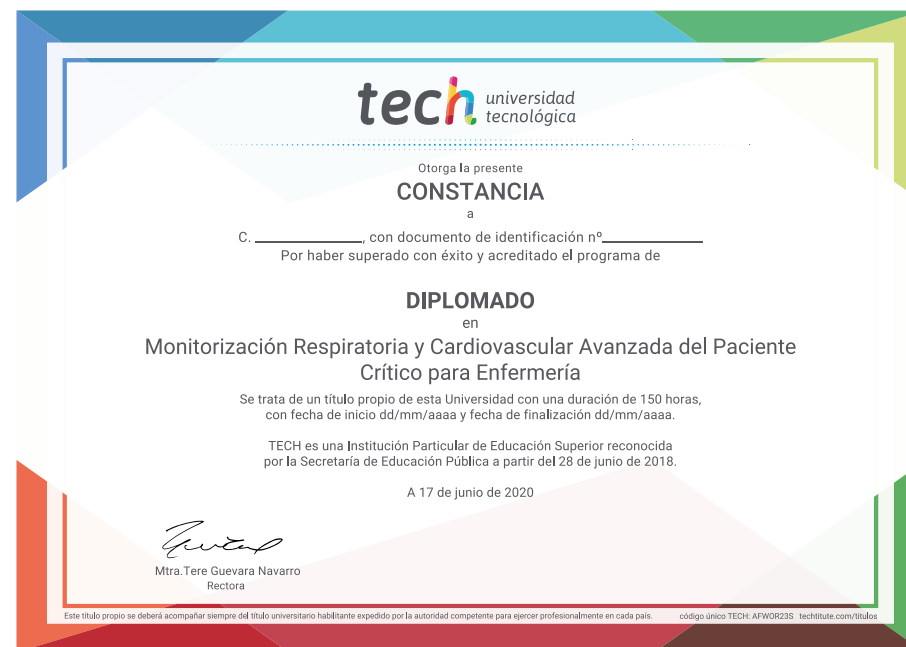 tech universidad
tecnológica
Otorga la presente
CONSTANCIA
a
C. ____________, con documento de identificación nº____________
Por haber superado con éxito y acreditado el programa de
DIPLOMADO
en
Monitorización Respiratoria y Cardiovascular Avanzada del Paciente
Crítico para Enfermería
Se trata de un título propio de esta Universidad con una duración de 150 horas,
con fecha de inicio dd/mm/aaaa y fecha de finalización dd/mm/aaaa.
TECH es una Institución Particular de Educación Superior reconocida
por la Secretaría de Educación Pública a partir del 28 de junio de 2018.
A 17 de junio de 2020
Mtra.Tere Guevara Navarro
Rectora
Este título propio se deberá acompañar siempre del título universitario habilitante expedido por la autoridad competente para ejercer profesionalmente en cada país. código único TECH: AFWOR23S techtitute.com/titulos